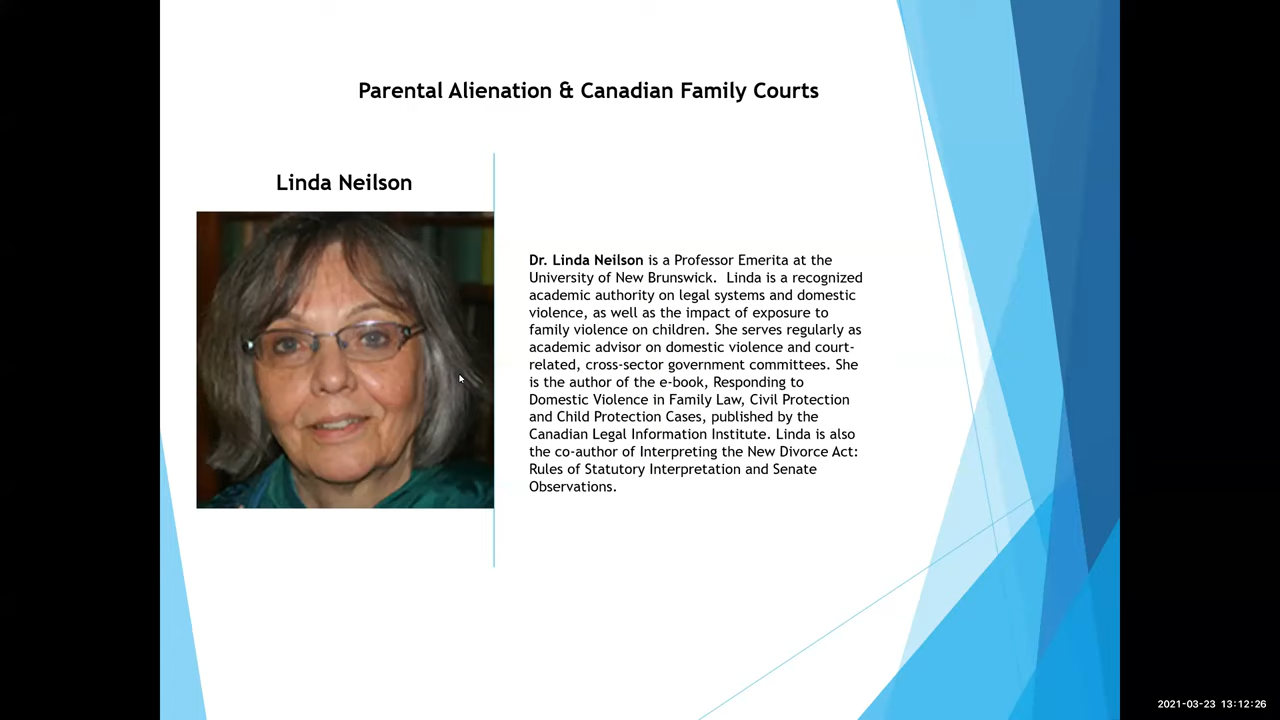 Parental Alienation & Canadian Family Courts
Linda Neilson
Dr. Linda Neilson is a Professor Emerita at the
University of New Brunswick.  Linda is a recognized
academic authority on legal systems and domestic
violence, as well as the impact of exposure to
family violence on children. She serves regularly as
academic advisor on domestic violence and court-
related, cross-sector government committees. She
is the author of the e-book, Responding to
Domestic Violence in Family Law, Civil Protection
and Child Protection Cases, published by the
Canadian Legal Information Institute. Linda is also
the co-author of Interpreting the New Divorce Act:
Rules of Statutory Interpretation and Senate
Observations.
2021-03-23 13:12:26